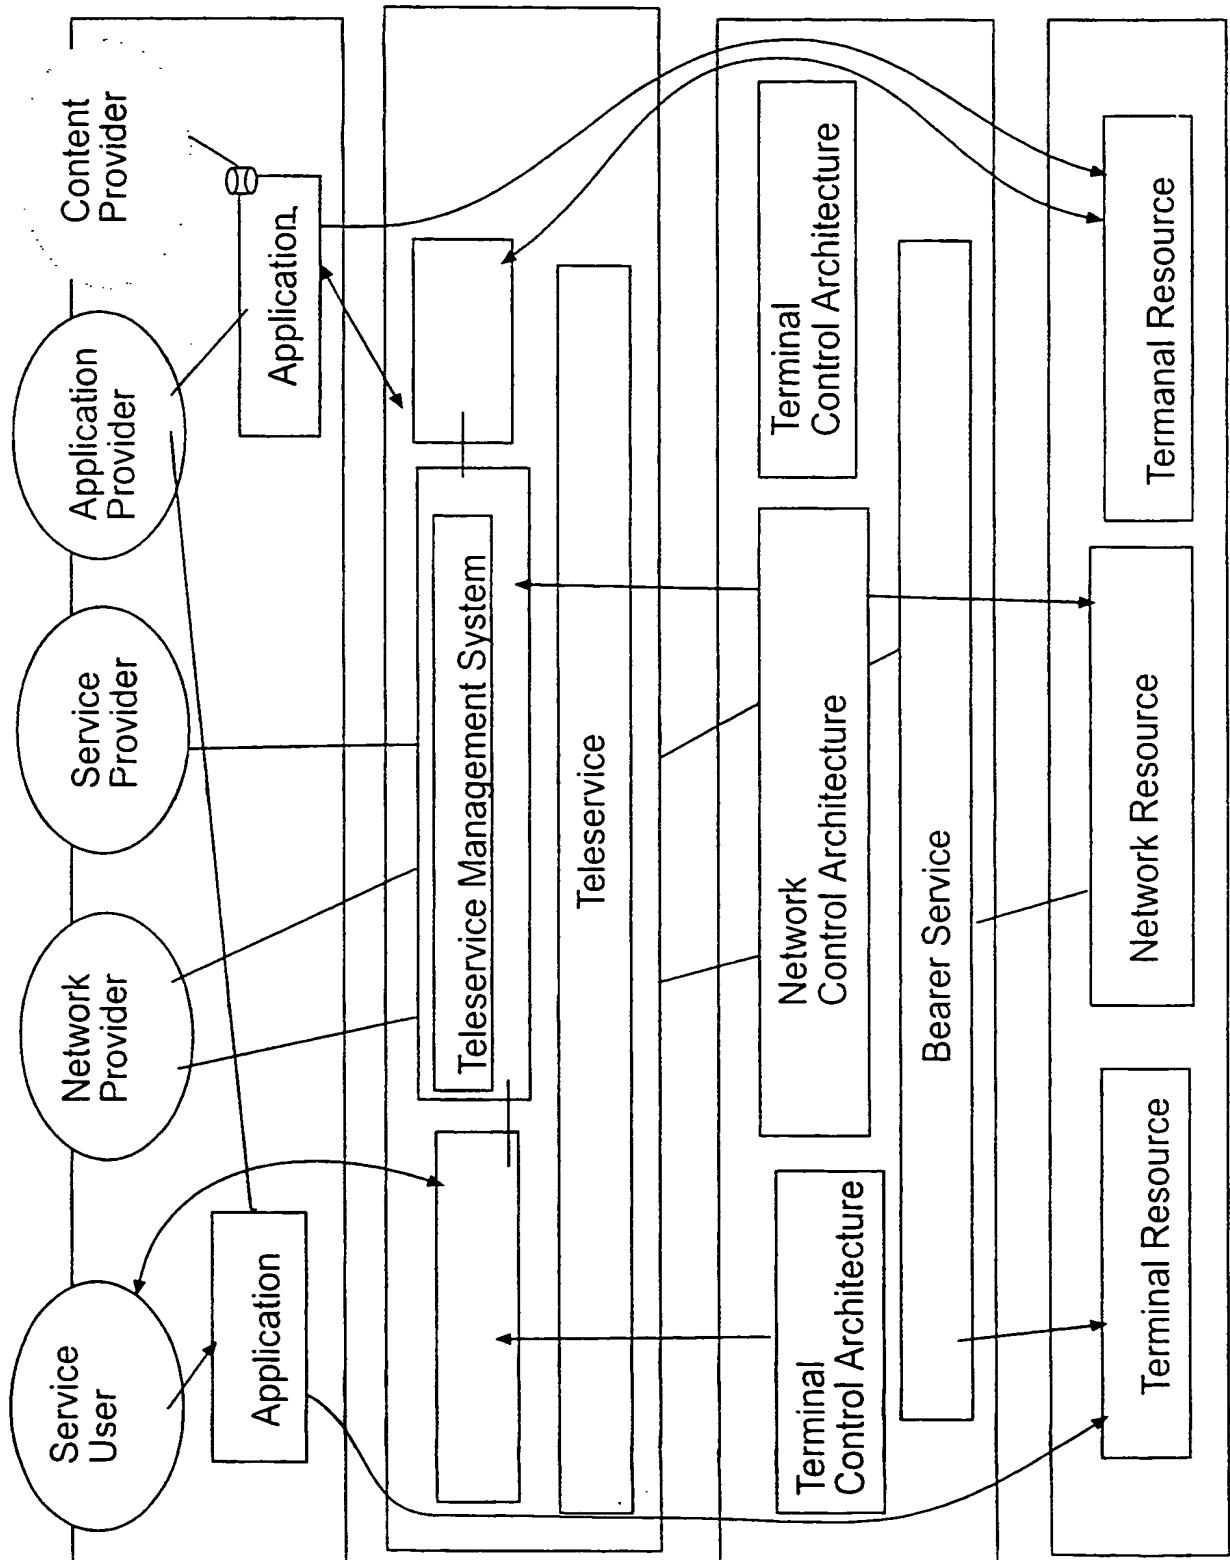 Service
User
Network
Provider
Service
Provider
Application
Provider
Content
Provider
Application
Application
Teleservice Management System
Teleservice
Terminal
Control Architecture
Network
Control Architecture
Terminal
Control Architecture
Bearer Service
Terminal Resource
Network Resource
Termanal Resource